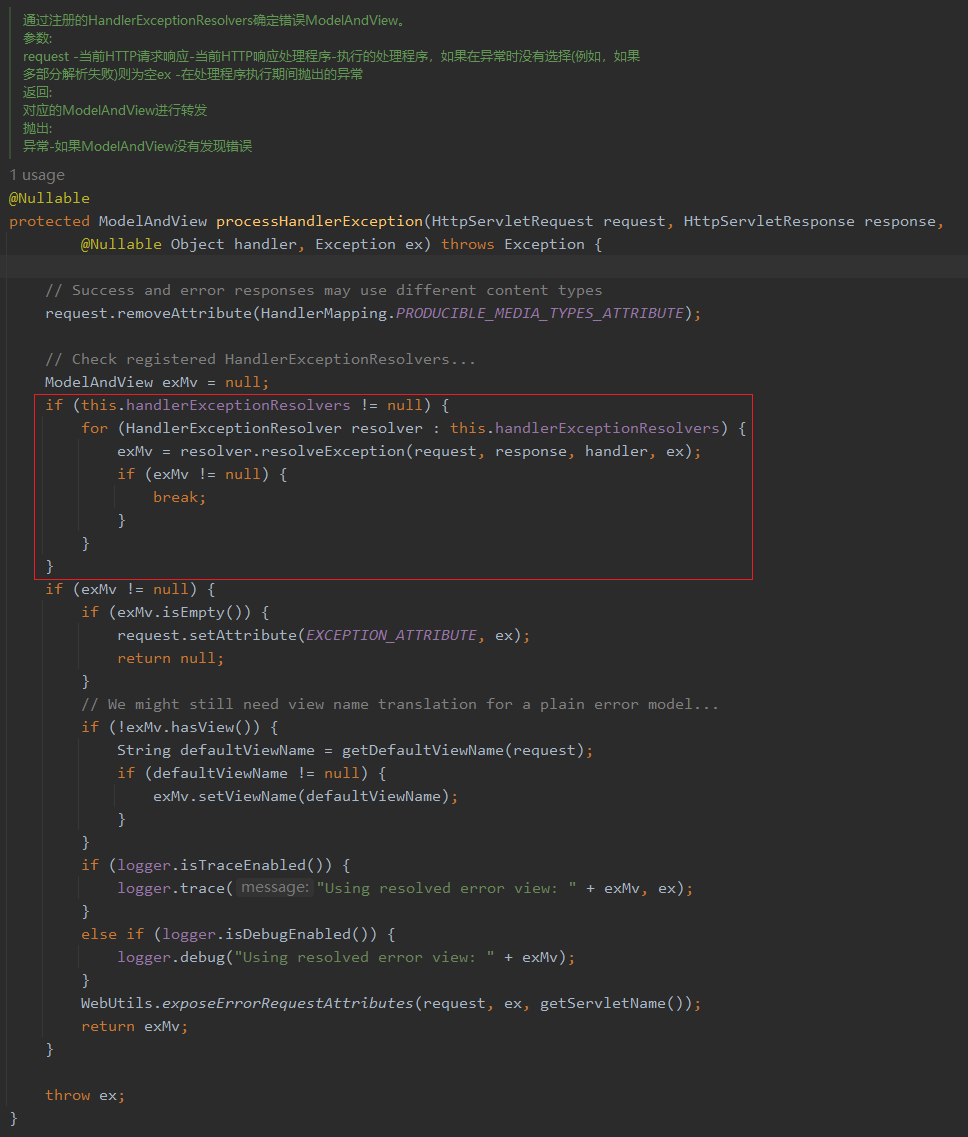 通过注册的HandlerExceptionResolvers确定错误ModelAndView。
参数:
request -当前HTTP请求响应-当前HTTP响应处理程序-执行的处理程序，如果在异常时没有选择(例如，如果
多部分解析失败)则为空ex -在处理程序执行期间抛出的异常
返回:
对应的ModelAndView进行转发
抛出:
异常-如果ModelAndView没有发现错误
1 usage
@Nullable
protected ModelAndView processHandlerException(HttpServletRequest request, HttpServletResponse response,
        @Nullable Object handler, Exception ex) throws Exception {

    // Success and error responses may use different content types
    request.removeAttribute(HandlerMapping.PRODUCIBLE_MEDIA_TYPES_ATTRIBUTE);

    // Check registered HandlerExceptionResolvers...
    ModelAndView exMv = null;
    if (this.handlerExceptionResolvers != null) {
        for (HandlerExceptionResolver resolver : this.handlerExceptionResolvers) {
            exMv = resolver.resolveException(request, response, handler, ex);
            if (exMv != null) {
                break;
            }
        }
    }
    if (exMv != null) {
        if (exMv.isEmpty()) {
            request.setAttribute(EXCEPTION_ATTRIBUTE, ex);
            return null;
        }
        // We might still need view name translation for a plain error model...
        if (!exMv.hasView()) {
            String defaultViewName = getDefaultViewName(request);
            if (defaultViewName != null) {
                exMv.setViewName(defaultViewName);
            }
        }
        if (logger.isTraceEnabled()) {
            logger.trace( message: "Using resolved error view: " + exMv, ex);
        }
        else if (logger.isDebugEnabled()) {
            logger.debug("Using resolved error view: " + exMv);
        }
        WebUtils.exposeErrorRequestAttributes(request, ex, getServletName());
        return exMv;
    }

    throw ex;
}